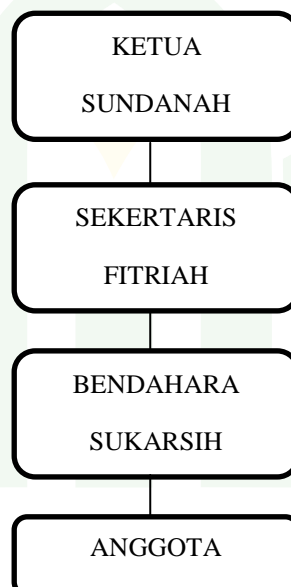 KETUA
SUNDANAH
SEKERTARIS
FITRIAH
BENDAHARA
SUKARSIH
ANGGOTA